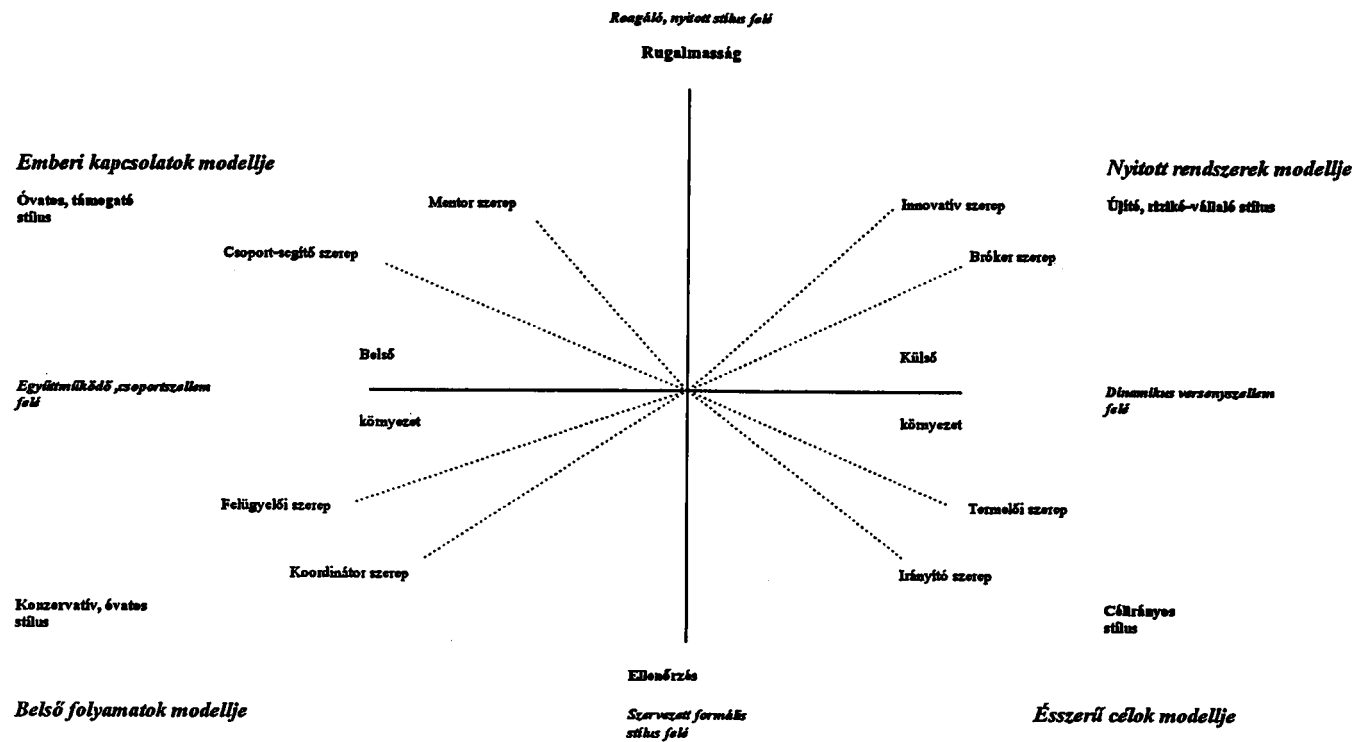 Reagáló, nyitott stílus felé
Rugalmasság
Emberi kapcsolatok modellje
Nyitott rendszerek modellje
Óvatos, támogató
stílus
Mentor szerep
Innovatív szerep
Újító, rizikó-vállaló stílus
Csoport-segítő szerep
Bróker szerep
Belső
Külső
Együttműködő ,csoportszellem
felé
Dinamikus versenyszellem
felé
környezet
környezet
Felügyelői szerep
Termelői szerep
Koordinátor szerep
Irányító szerep
Konzervatív, óvatos
stílus
Célirányos
stílus
Ellenőrzés
Belső folyamatok modellje
Szervezett formális
stílus felé
Ésszerű célok modellje